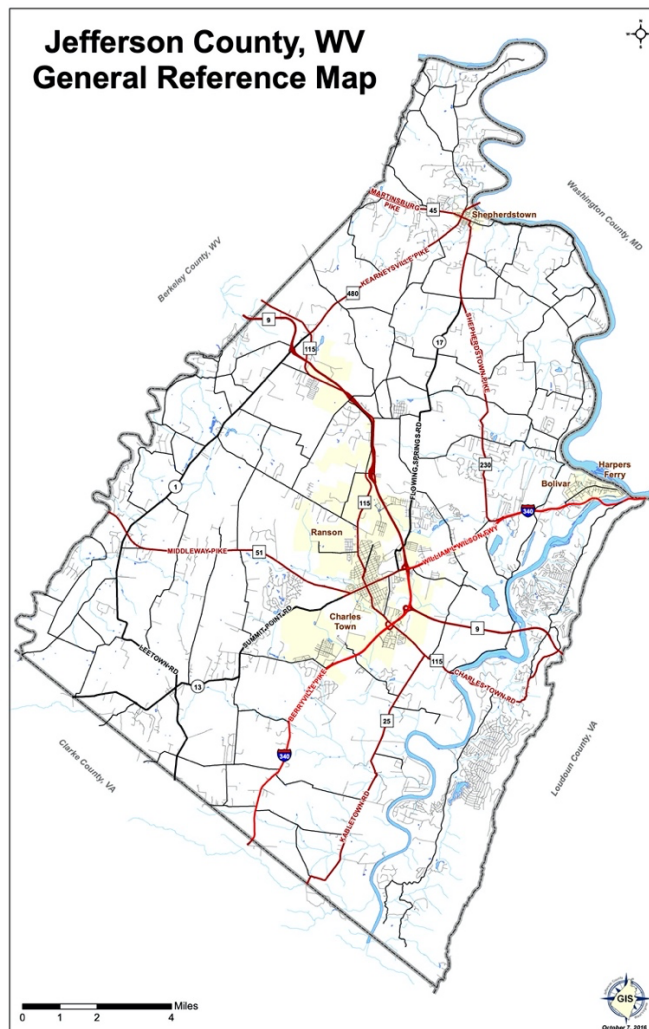 Jefferson County, WV
General Reference Map
N
Washington County, MD
MARTINSBURG
PIKE
45
Shepherdstown
Berkeley County, WV
KEARNEYSVILLE PIKE
480
9
115
17
SHEPHERDSTOWN PIKE
FLOWING SPRINGS RD
230
Harpers
Ferry
Bolivar
1
115
340
Ranson
WILLIAM L WILSON FWY
MIDDLEWAY PIKE
51
SUMMIT POINT RD
Charles
Town
9
LEETOWN RD
115
CHARLES TOWN RD
13
BERRYVILLE PIKE
25
Loudoun County, VA
340
Clarke County, VA
KABLETOWN RD
Miles
0 1 2 4
GIS
October 7, 2016